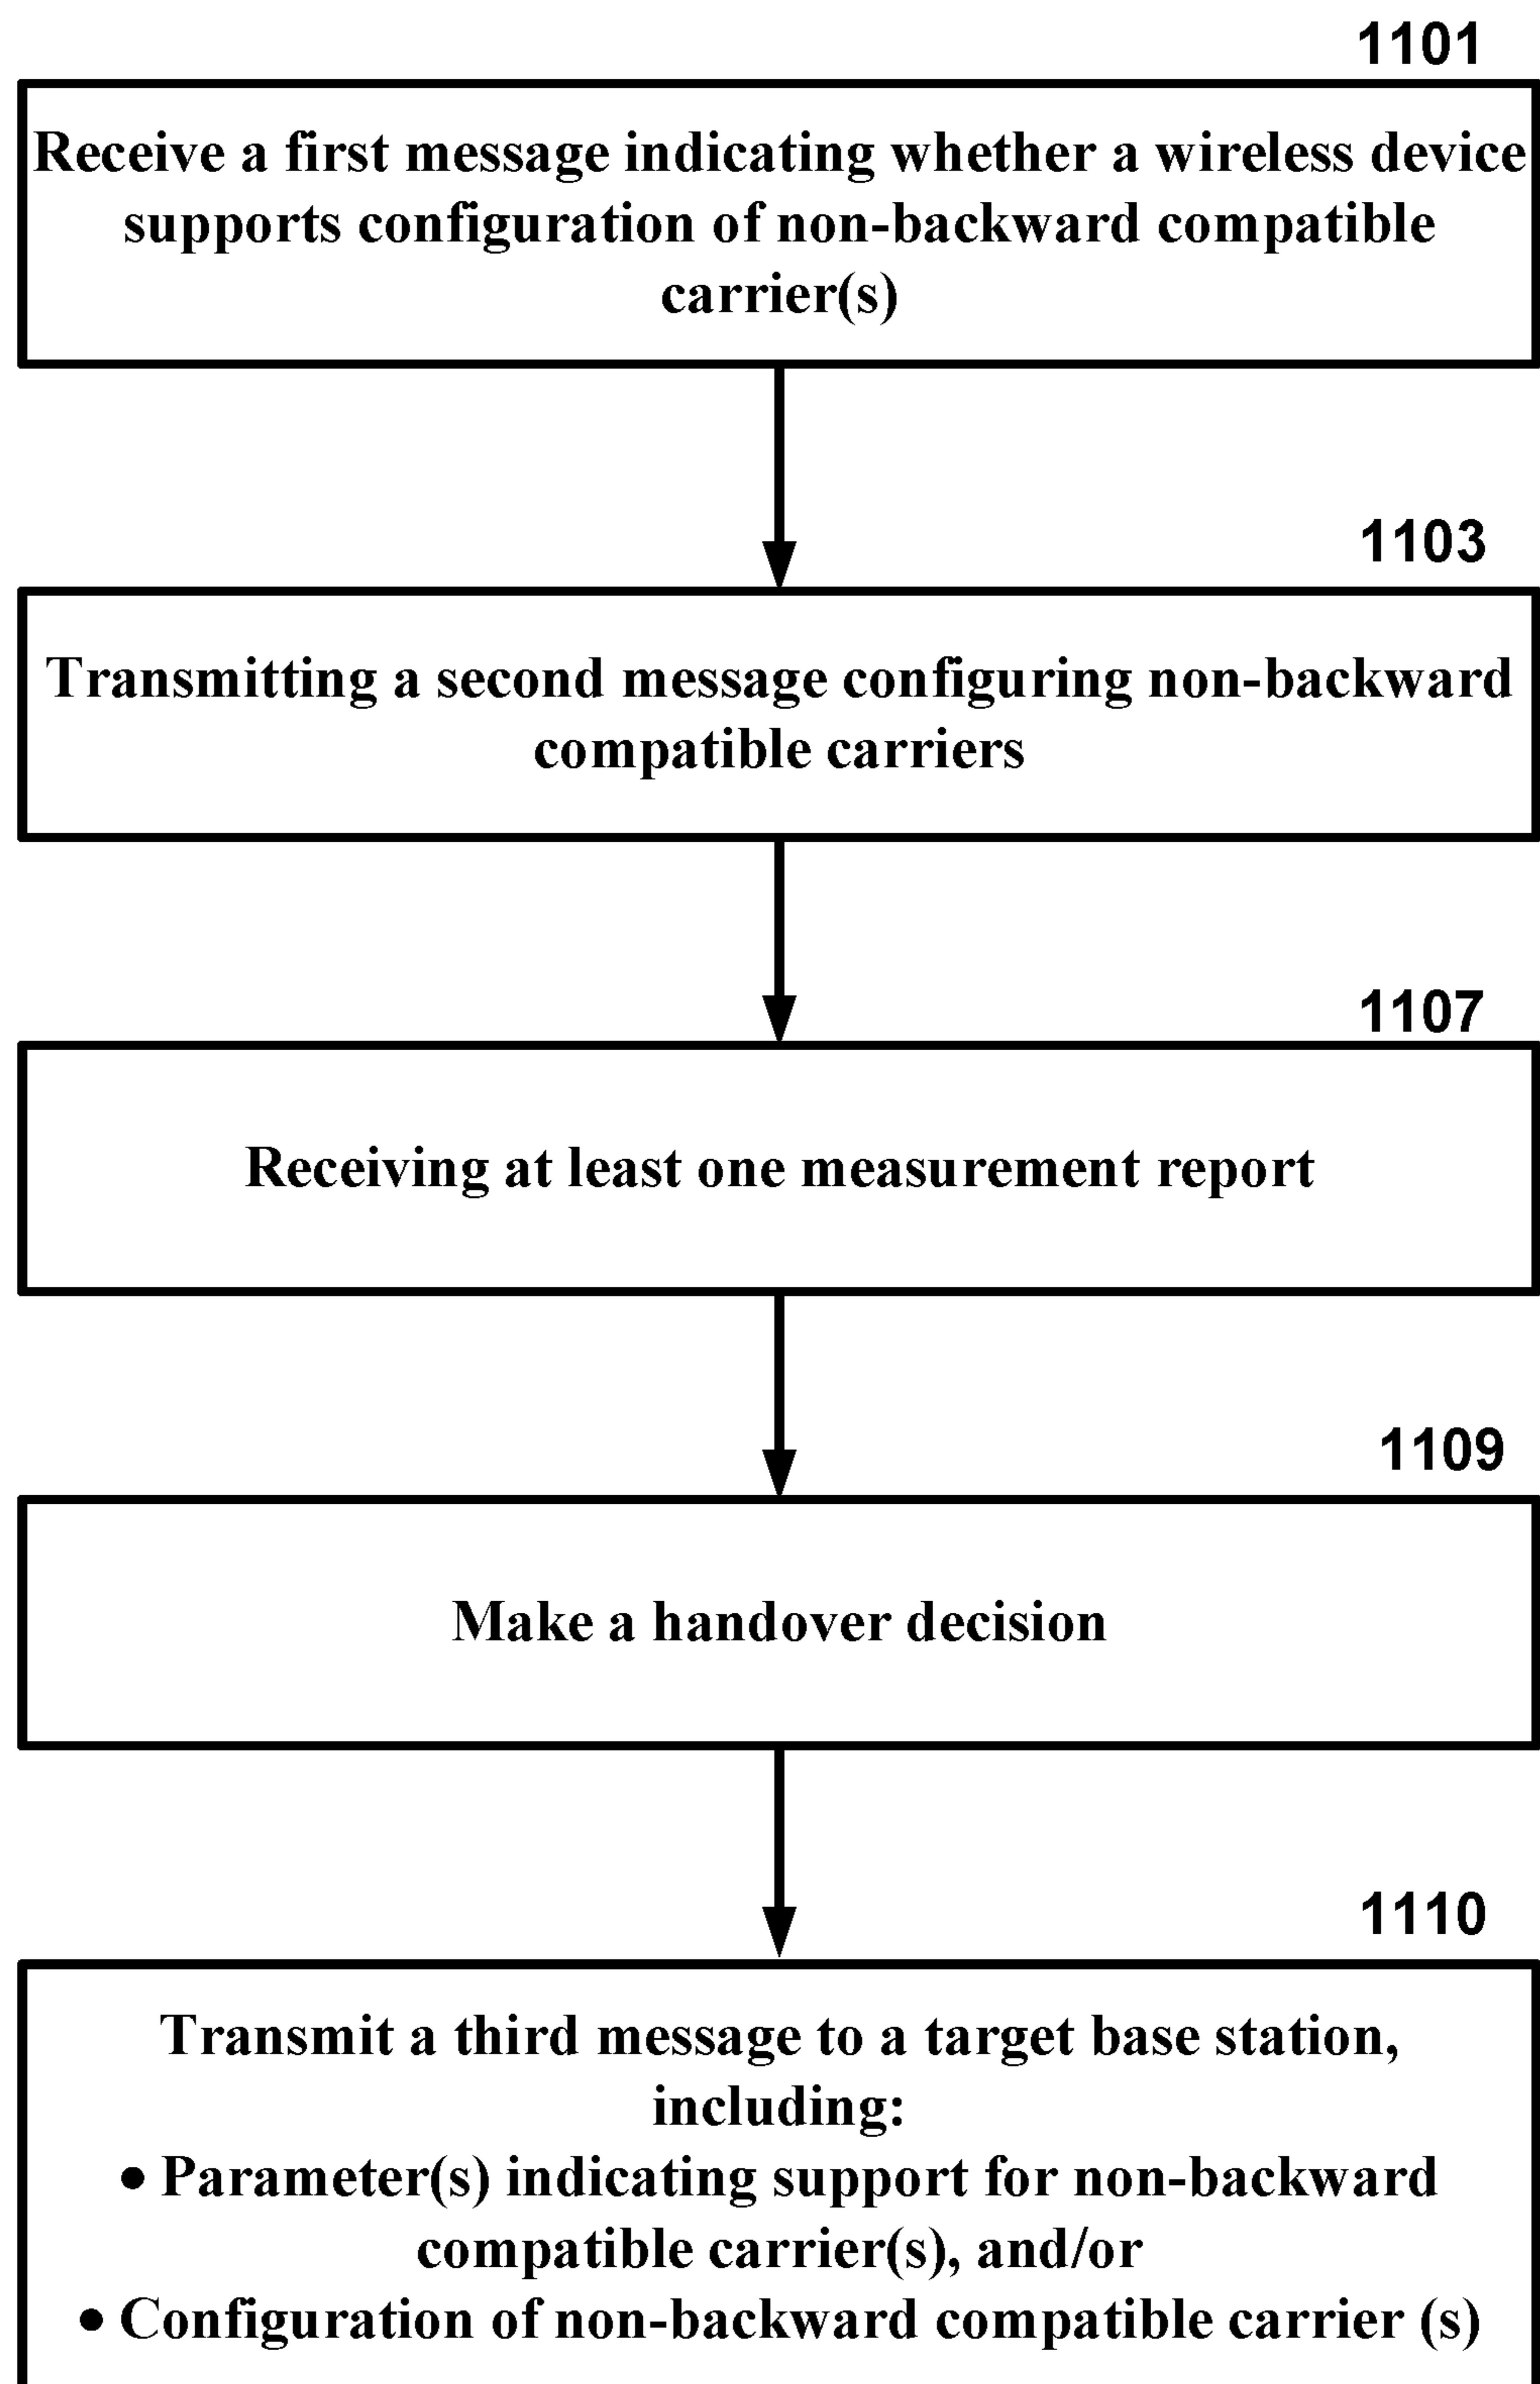 1101
Receive a first message indicating whether a wireless device
supports configuration of non-backward compatible
carrier(s)
1103
Transmitting a second message configuring non-backward
compatible carriers
1107
Receiving at least one measurement report
1109
Make a handover decision
1110
Transmit a third message to a target base station,
including:
● Parameter(s) indicating support for non-backward
compatible carrier(s), and/or
● Configuration of non-backward compatible carrier (s)